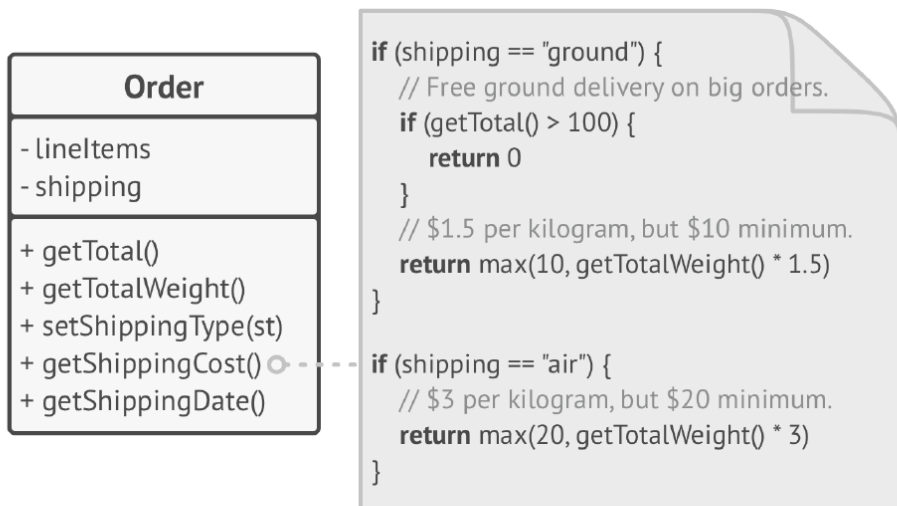 Order
- lineItems
- shipping
+ getTotal()
+ getTotalWeight()
+ setShippingType(st)
+ getShippingCost()
+ getShippingDate()
if (shipping == "ground") {
// Free ground delivery on big orders.
if (getTotal() > 100) {
return 0
}
// $1.5 per kilogram, but $10 minimum.
return max(10, getTotalWeight() * 1.5)
}
if (shipping == "air") {
// $3 per kilogram, but $20 minimum.
return max(20, getTotalWeight() * 3)
}